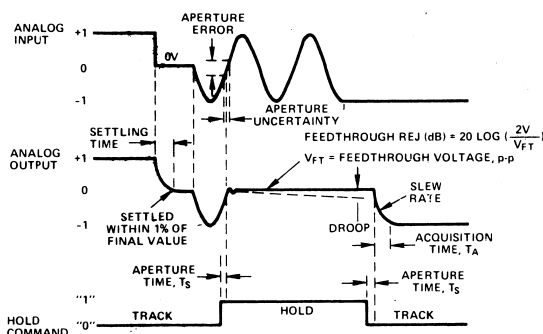 APERTURE
ERROR
ANALOG
INPUT
+1
0
-1
0V
SETTLING
TIME
APERTURE
UNCERTAINTY
FEEDTHROUGH REJ (dB) = 20 LOG (2V/VFT)
VFT = FEEDTHROUGH VOLTAGE, p-p
ANALOG
OUTPUT
+1
0
-1
SLEW
RATE
SETTLED
WITHIN 1% OF
FINAL VALUE
DROOP
ACQUISITION
TIME, TA
APERTURE
TIME, TS
APERTURE
TIME, TS
HOLD
COMMAND
"1"
"0"
TRACK
HOLD
TRACK